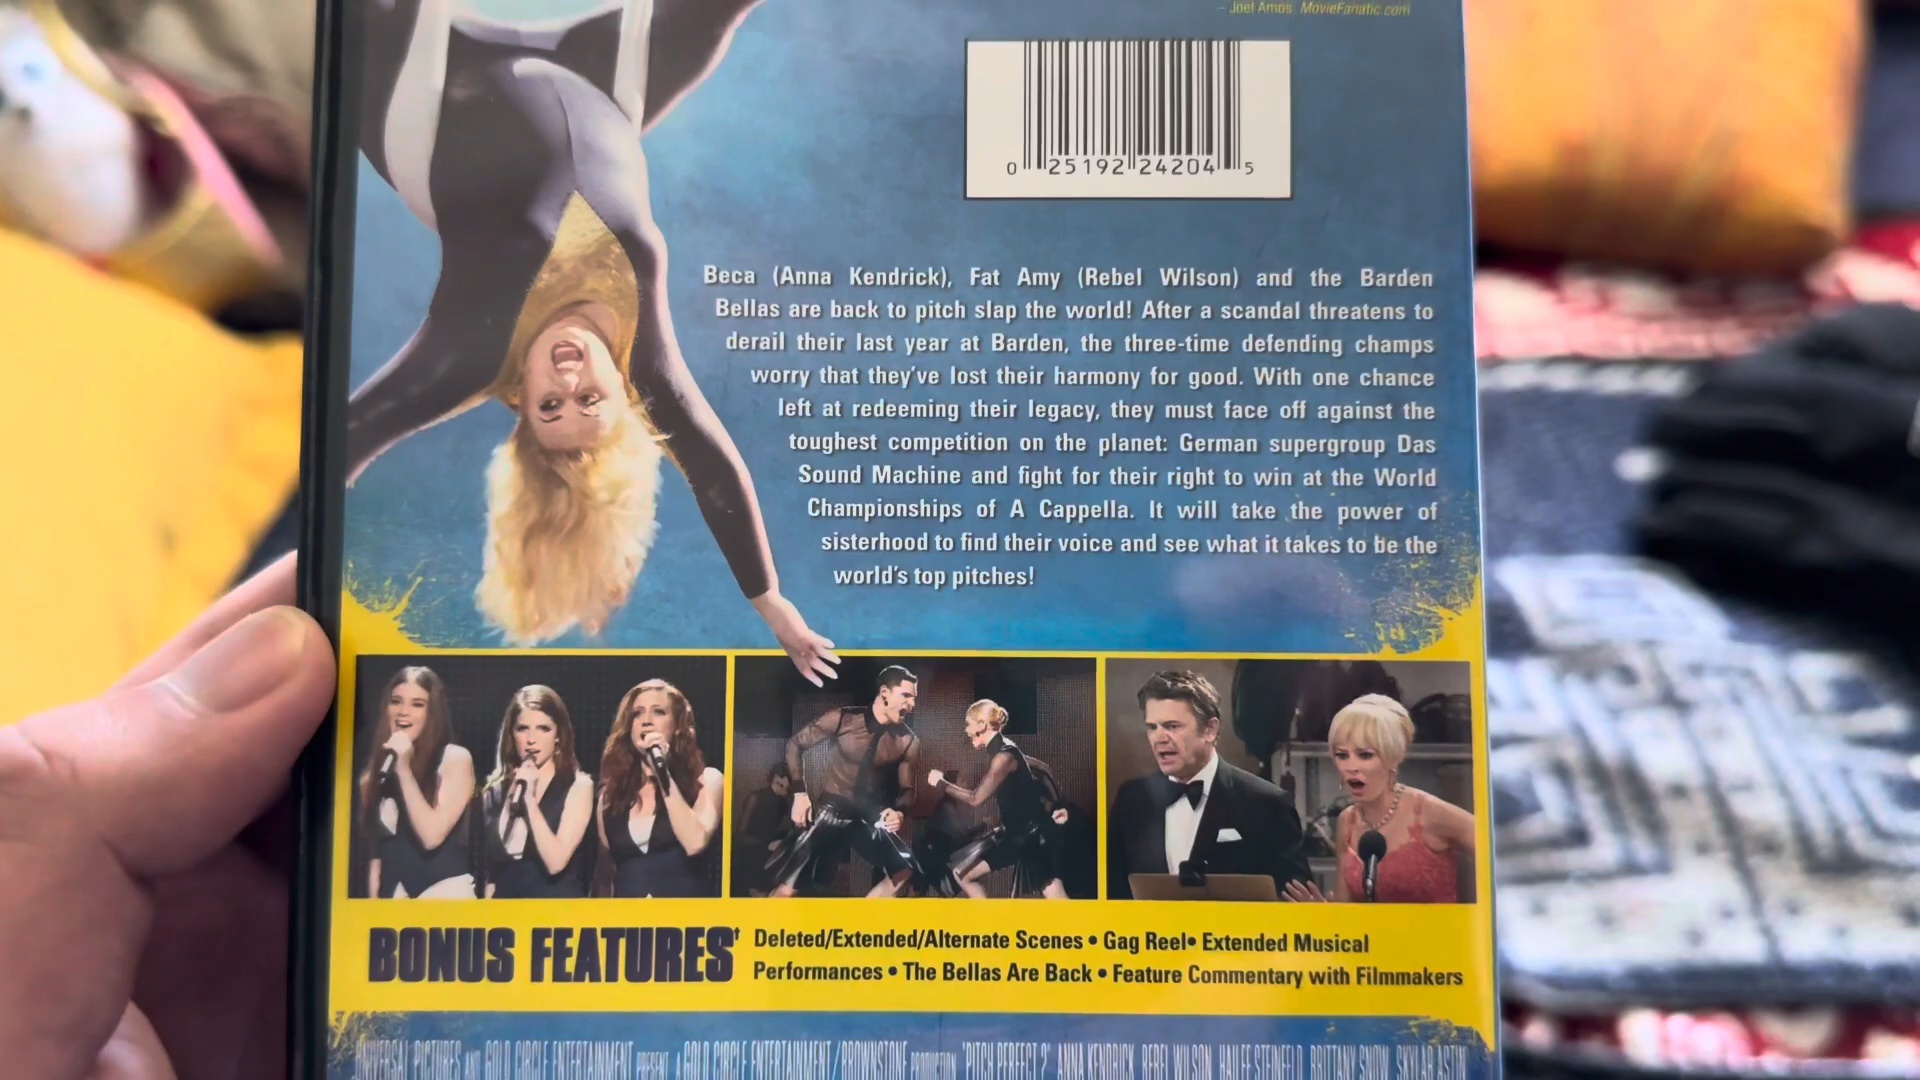 – Joel Amos, MovieFanatic.com
0 25192 24204 5
Beca (Anna Kendrick), Fat Amy (Rebel Wilson) and the Barden
Bellas are back to pitch slap the world! After a scandal threatens to
derail their last year at Barden, the three-time defending champs
worry that they've lost their harmony for good. With one chance
left at redeeming their legacy, they must face off against the
toughest competition on the planet: German supergroup Das
Sound Machine and fight for their right to win at the World
Championships of A Cappella. It will take the power of
sisterhood to find their voice and see what it takes to be the
world's top pitches!
BONUS FEATURES† Deleted/Extended/Alternate Scenes • Gag Reel• Extended Musical
Performances • The Bellas Are Back • Feature Commentary with Filmmakers
UNIVERSAL PICTURES AND GOLD CIRCLE ENTERTAINMENT PRESENT A GOLD CIRCLE ENTERTAINMENT / BROWNSTONE PRODUCTION "PITCH PERFECT 2" ANNA KENDRICK, REBEL WILSON, HAILEE STEINFELD, BRITTANY SNOW, SKYLAR ASTIN